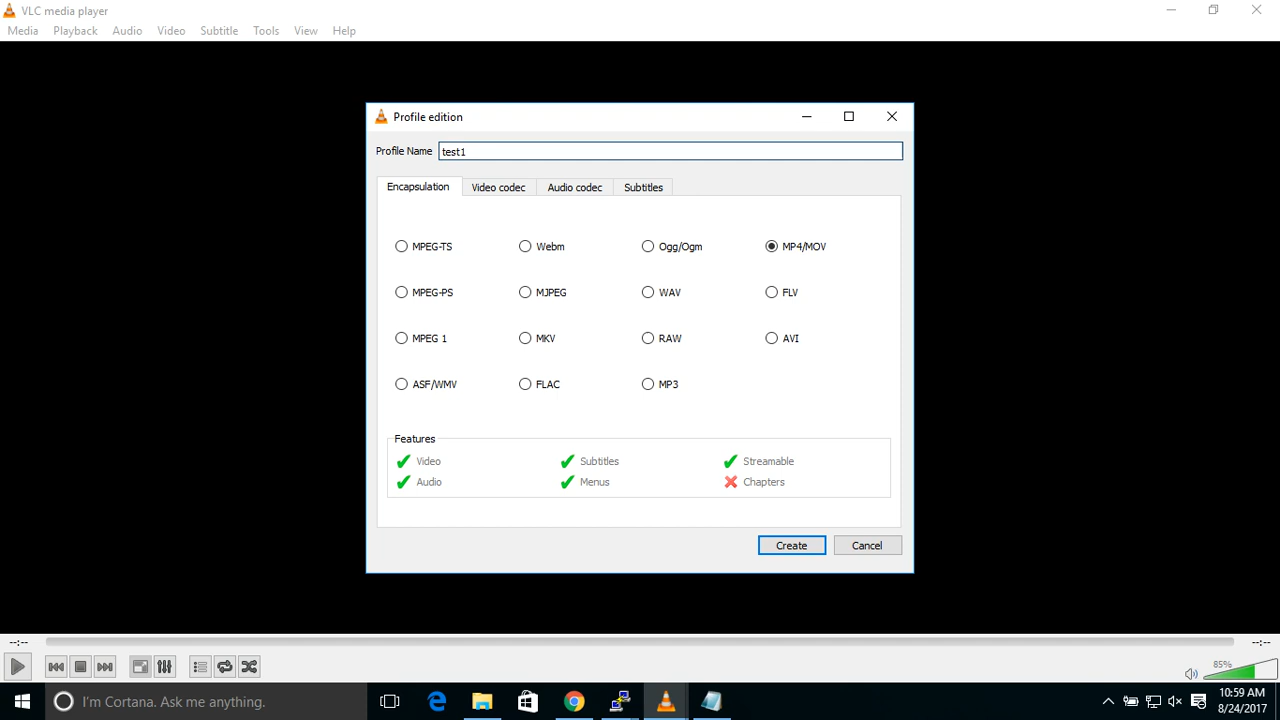 VLC media player
Media Playback Audio Video Subtitle Tools View Help
Profile edition
Profile Name test1
Encapsulation Video codec Audio codec Subtitles
MPEG-TS Webm Ogg/Ogm MP4/MOV
MPEG-PS MJPEG WAV FLV
MPEG 1 MKV RAW AVI
ASF/WMV FLAC MP3
Features
Video Subtitles Streamable
Audio Menus Chapters
Create Cancel
--:-- --:--
85%
I'm Cortana. Ask me anything.
10:59 AM
8/24/2017